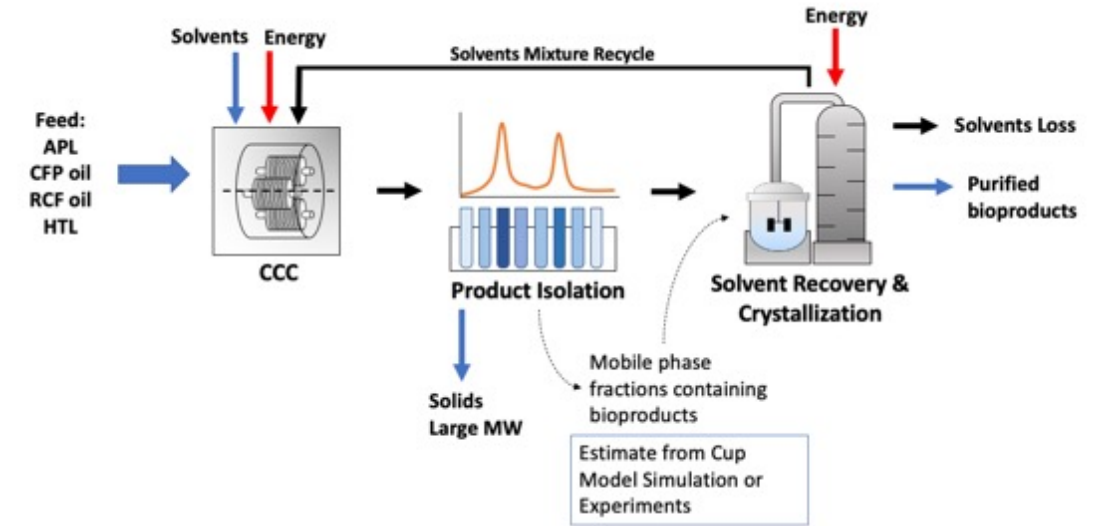 Energy
Solvents Energy
Solvents Mixture Recycle
Feed:
APL
CFP oil
RCF oil
HTL
CCC
Product Isolation
Solids
Large MW
Mobile phase
fractions containing
bioproducts
Estimate from Cup
Model Simulation or
Experiments
Solvent Recovery &
Crystallization
Solvents Loss
Purified
bioproducts